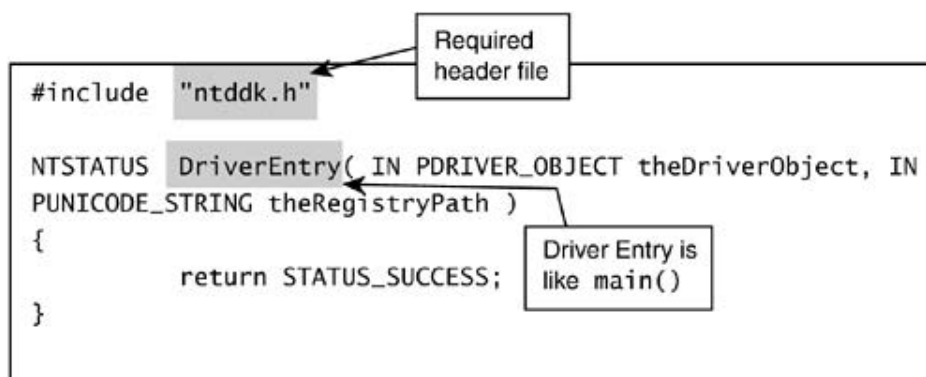 Required
header file
#include "ntddk.h"
NTSTATUS DriverEntry( IN PDRIVER_OBJECT theDriverObject, IN
PUNICODE_STRING theRegistryPath )
{
return STATUS_SUCCESS;
}
Driver Entry is
like main()